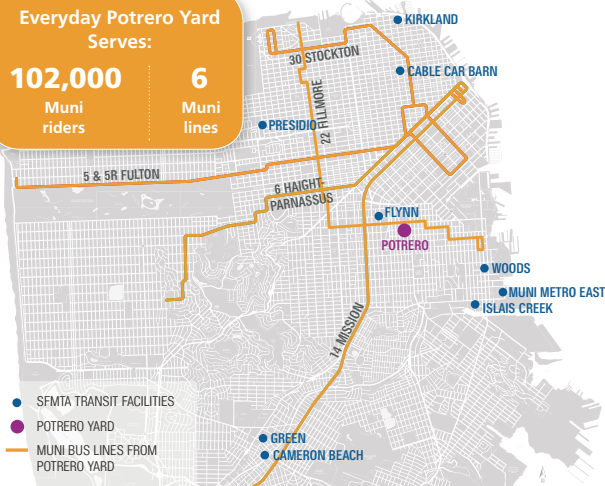 Everyday Potrero Yard
Serves:
102,000
Muni
riders
6
Muni
lines
KIRKLAND
30 STOCKTON
CABLE CAR BARN
22 FILLMORE
PRESIDIO
5 & 5R FULTON
6 HAIGHT-
PARNASSUS
FLYNN
POTRERO
WOODS
MUNI METRO EAST
ISLAIS CREEK
14 MISSION
GREEN
CAMERON BEACH
SFMTA TRANSIT FACILITIES
POTRERO YARD
MUNI BUS LINES FROM
POTRERO YARD